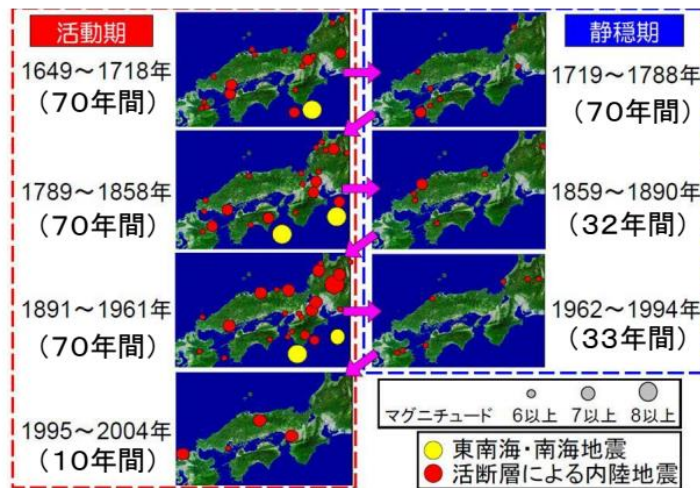 活動期
静穏期
1649～1718年
（70年間）
1719～1788年
（70年間）
1789～1858年
（70年間）
1859～1890年
（32年間）
1891～1961年
（70年間）
1962～1994年
（33年間）
1995～2004年
（10年間）
マグニチュード 6以上 7以上 8以上
東南海・南海地震
活断層による内陸地震